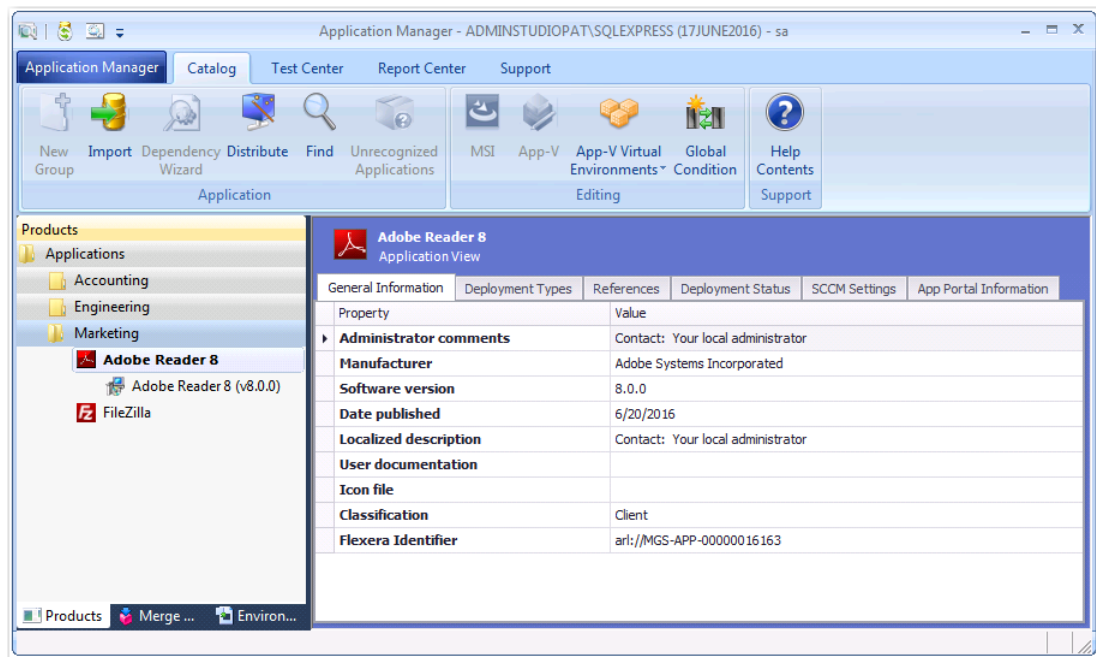 Application Manager - ADMINSTUDIOPAT\SQLEXPRESS (17JUNE2016) - sa
Application Manager Catalog Test Center Report Center Support
New Group Import Dependency Wizard Distribute Find Unrecognized Applications MSI App-V App-V Virtual Environments Global Condition Help Contents
Application Editing Support
Products
Applications
Accounting
Engineering
Marketing
Adobe Reader 8
Adobe Reader 8 (v8.0.0)
FileZilla
Products Merge ... Environ...
Adobe Reader 8
Application View
General Information Deployment Types References Deployment Status SCCM Settings App Portal Information
Property Value
Administrator comments Contact: Your local administrator
Manufacturer Adobe Systems Incorporated
Software version 8.0.0
Date published 6/20/2016
Localized description Contact: Your local administrator
User documentation
Icon file
Classification Client
Flexera Identifier arl://MGS-APP-00000016163